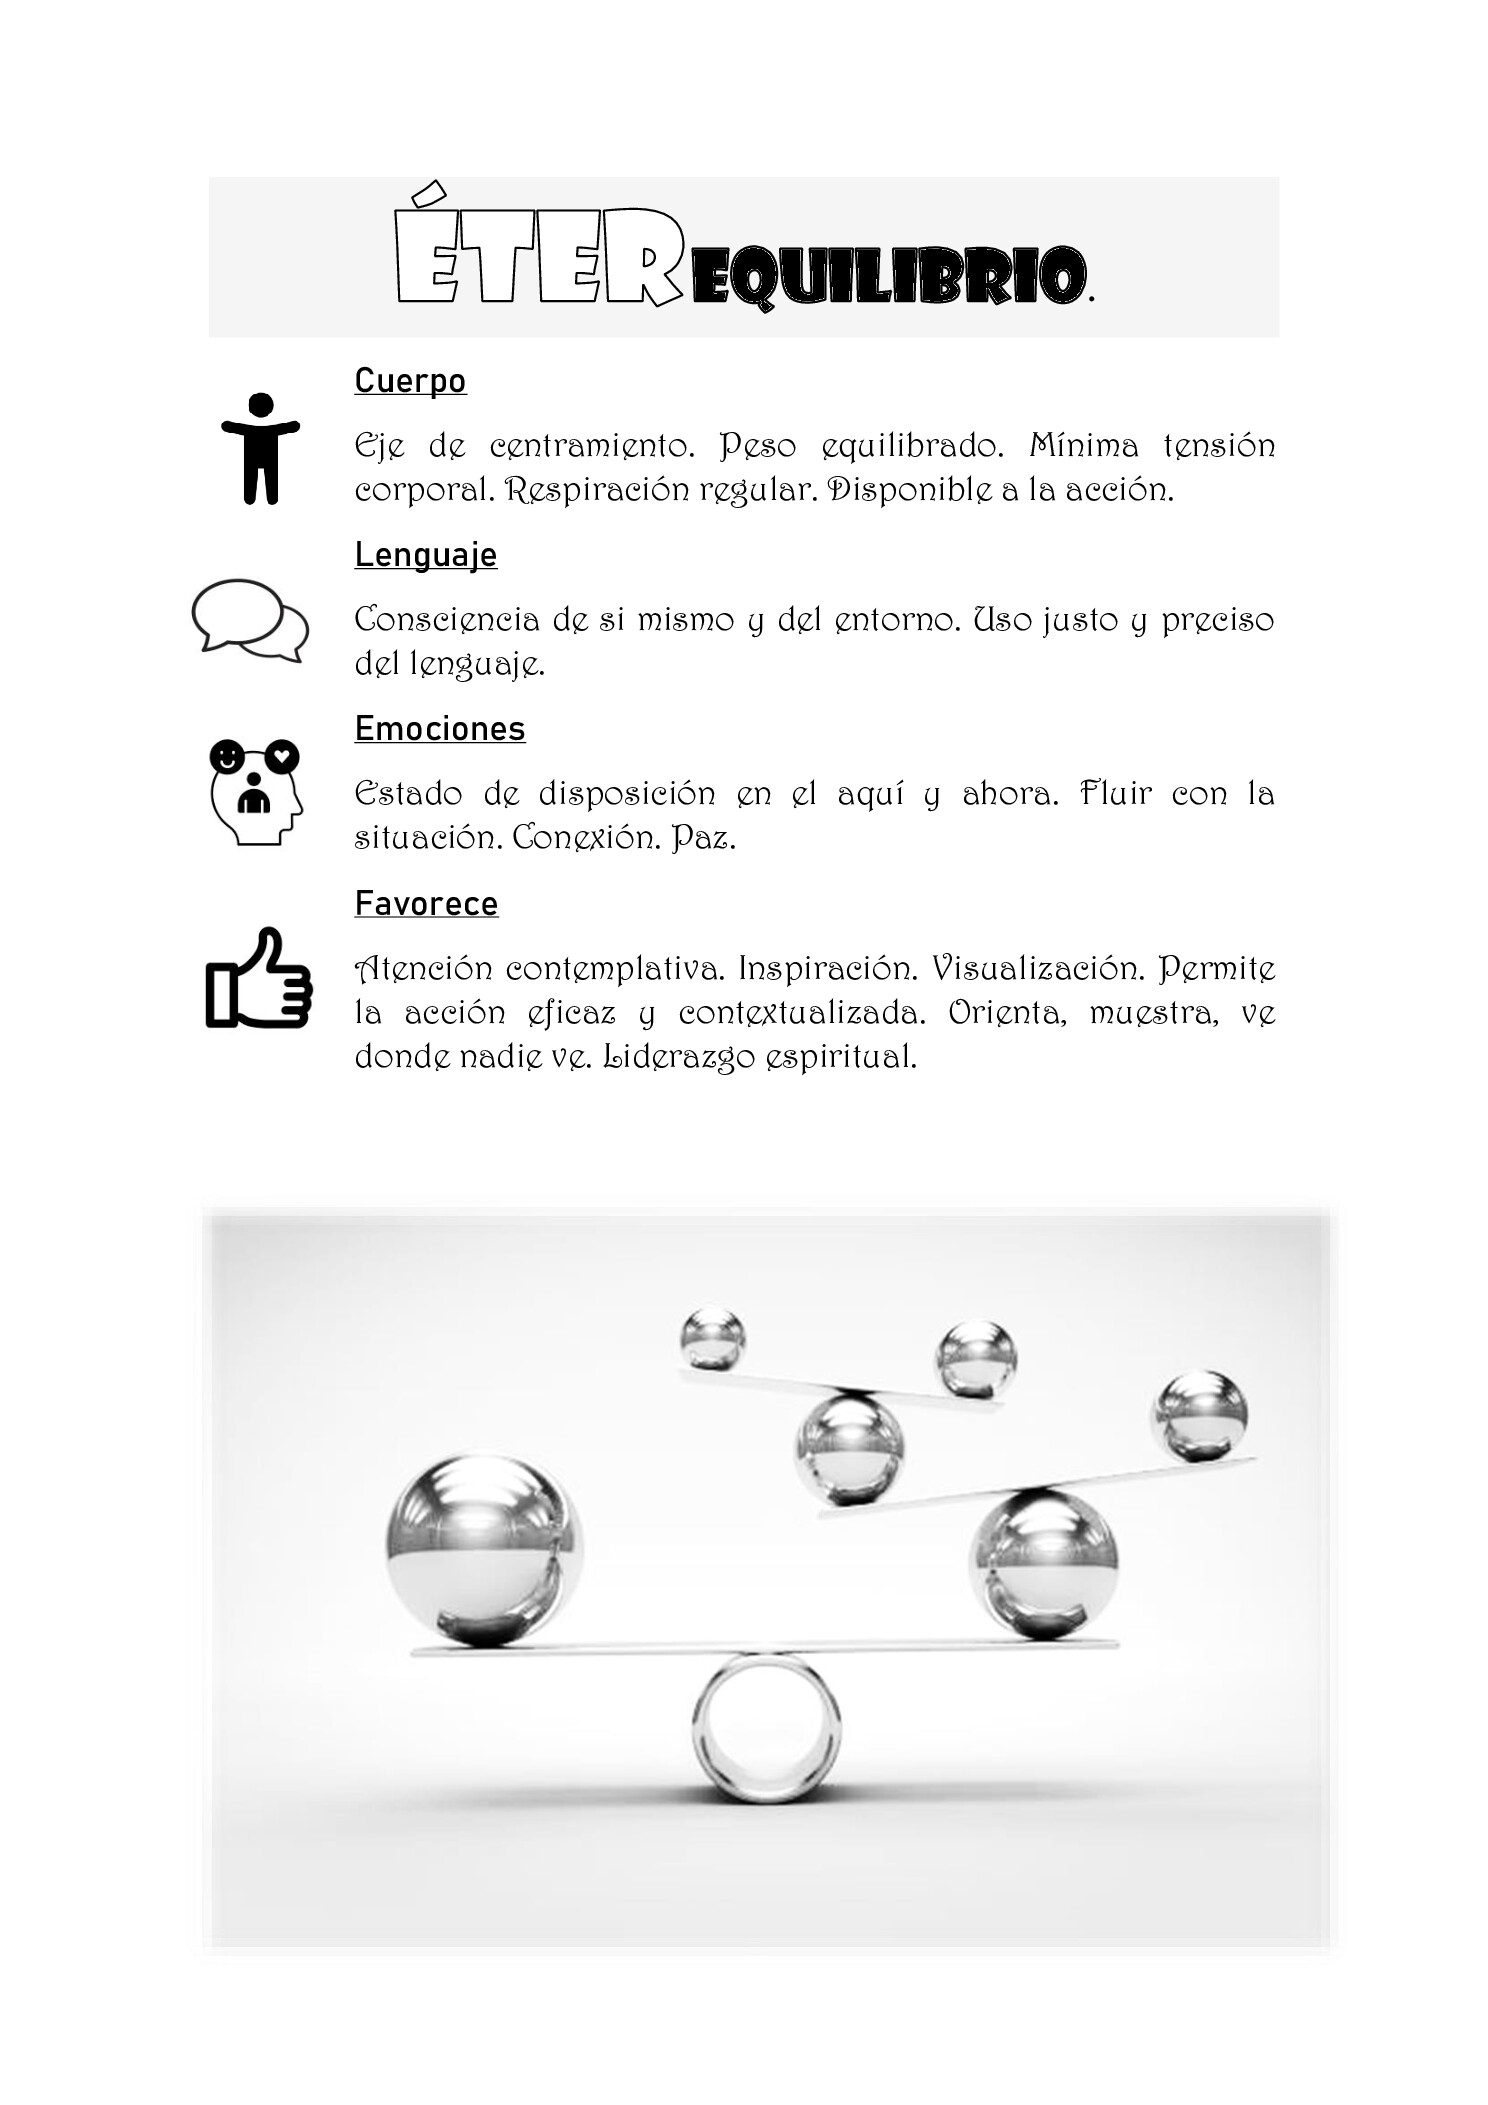 ÉTER EQUILIBRIO.
Cuerpo
Eje de centramiento. Peso equilibrado. Mínima tensión
corporal. Respiración regular. Disponible a la acción.
Lenguaje
Consciencia de si mismo y del entorno. Uso justo y preciso
del lenguaje.
Emociones
Estado de disposición en el aquí y ahora. Fluir con la
situación. Conexión. Paz.
Favorece
Atención contemplativa. Inspiración. Visualización. Permite
la acción eficaz y contextualizada. Orienta, muestra, ve
donde nadie ve. Liderazgo espiritual.